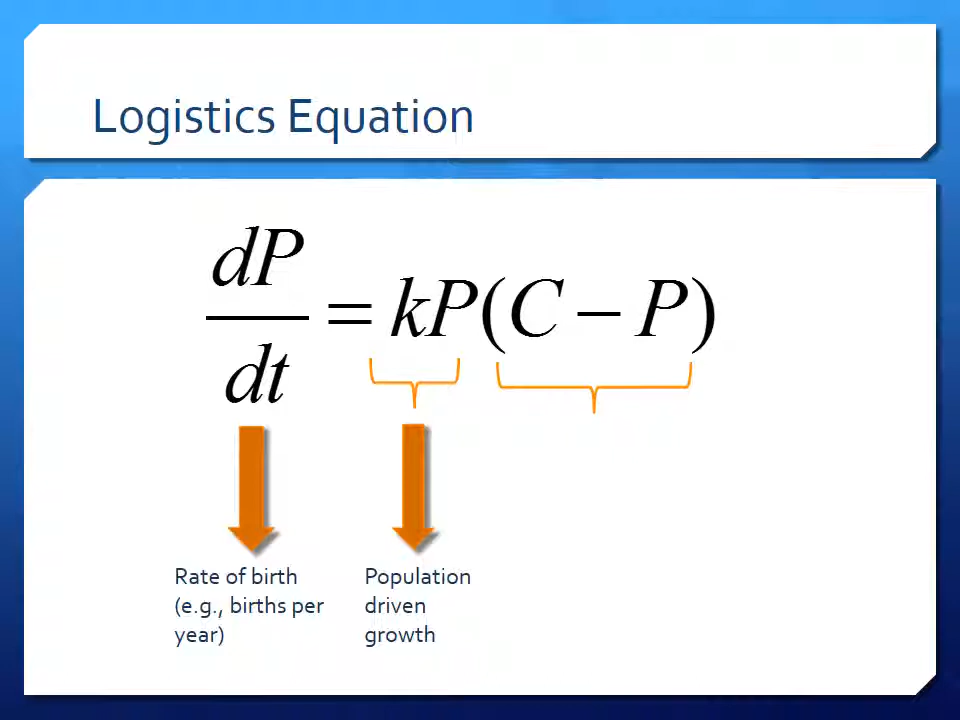 Logistics Equation
dP/dt = kP(C − P)
Rate of birth
(e.g., births per
year)
Population
driven
growth